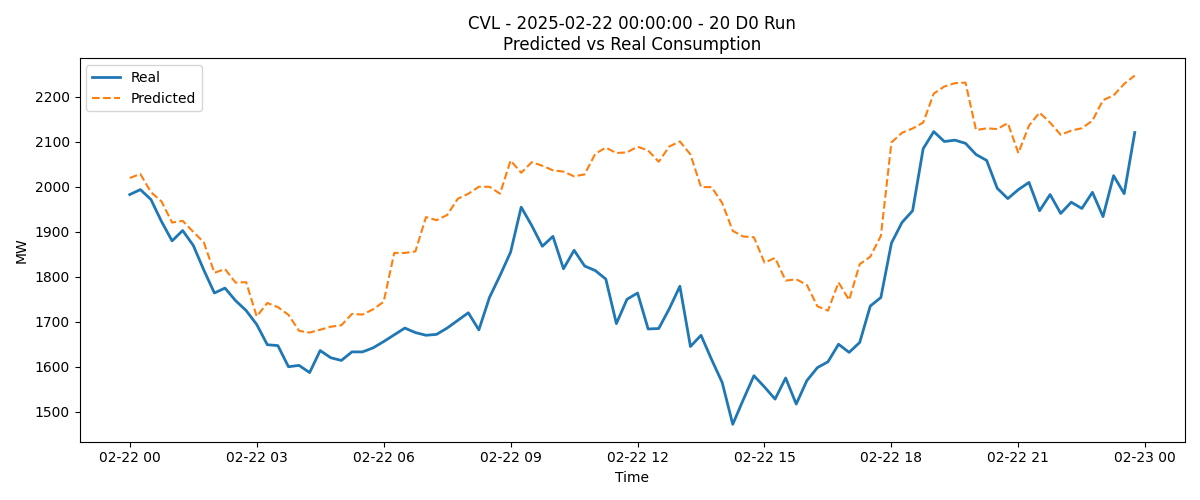 CVL - 2025-02-22 00:00:00 - 20 D0 Run
Predicted vs Real Consumption
Real
Predicted
2200
2100
2000
1900
1800
1700
1600
1500
MW
02-22 00
02-22 03
02-22 06
02-22 09
02-22 12
02-22 15
02-22 18
02-22 21
02-23 00
Time